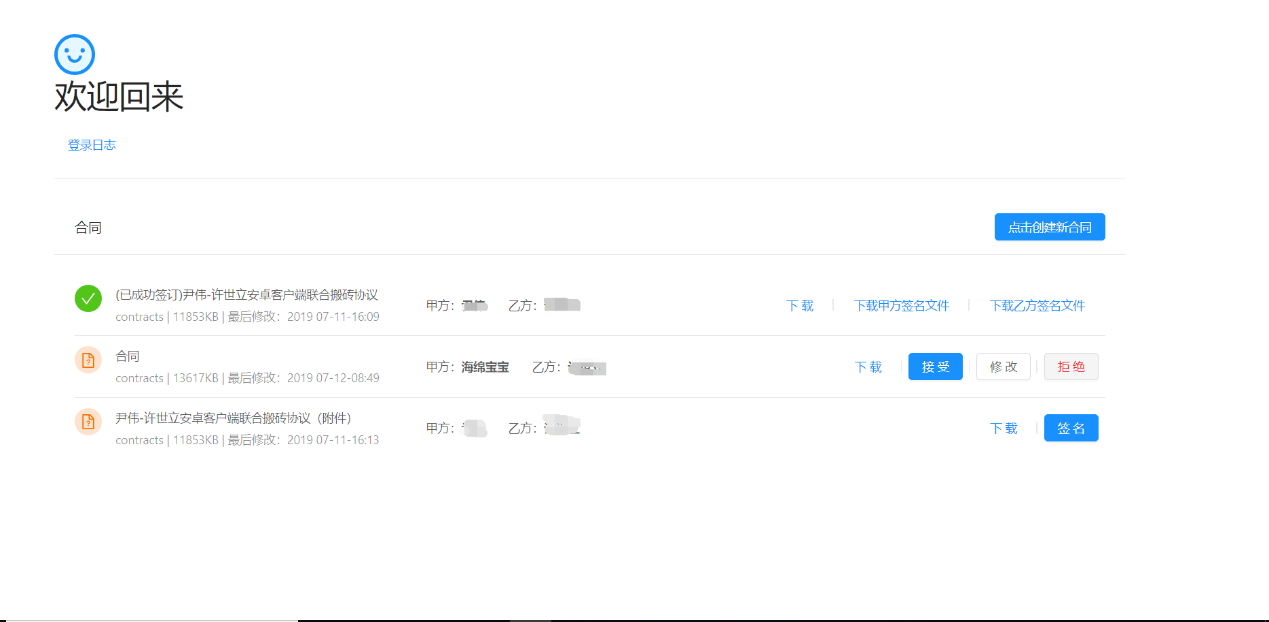 欢迎回来
登录日志
合同 点击创建新合同
(已成功签订)尹伟-许世立安卓客户端联合搬砖协议
contracts | 11853KB | 最后修改：2019 07-11-16:09
甲方： 乙方： 下 载 下载甲方签名文件 下载乙方签名文件
合同
contracts | 13617KB | 最后修改：2019 07-12-08:49
甲方：海绵宝宝 乙方： 下 载 接 受 修 改 拒 绝
尹伟-许世立安卓客户端联合搬砖协议（附件）
contracts | 11853KB | 最后修改：2019 07-11-16:13
甲方： 乙方： 下 载 签 名